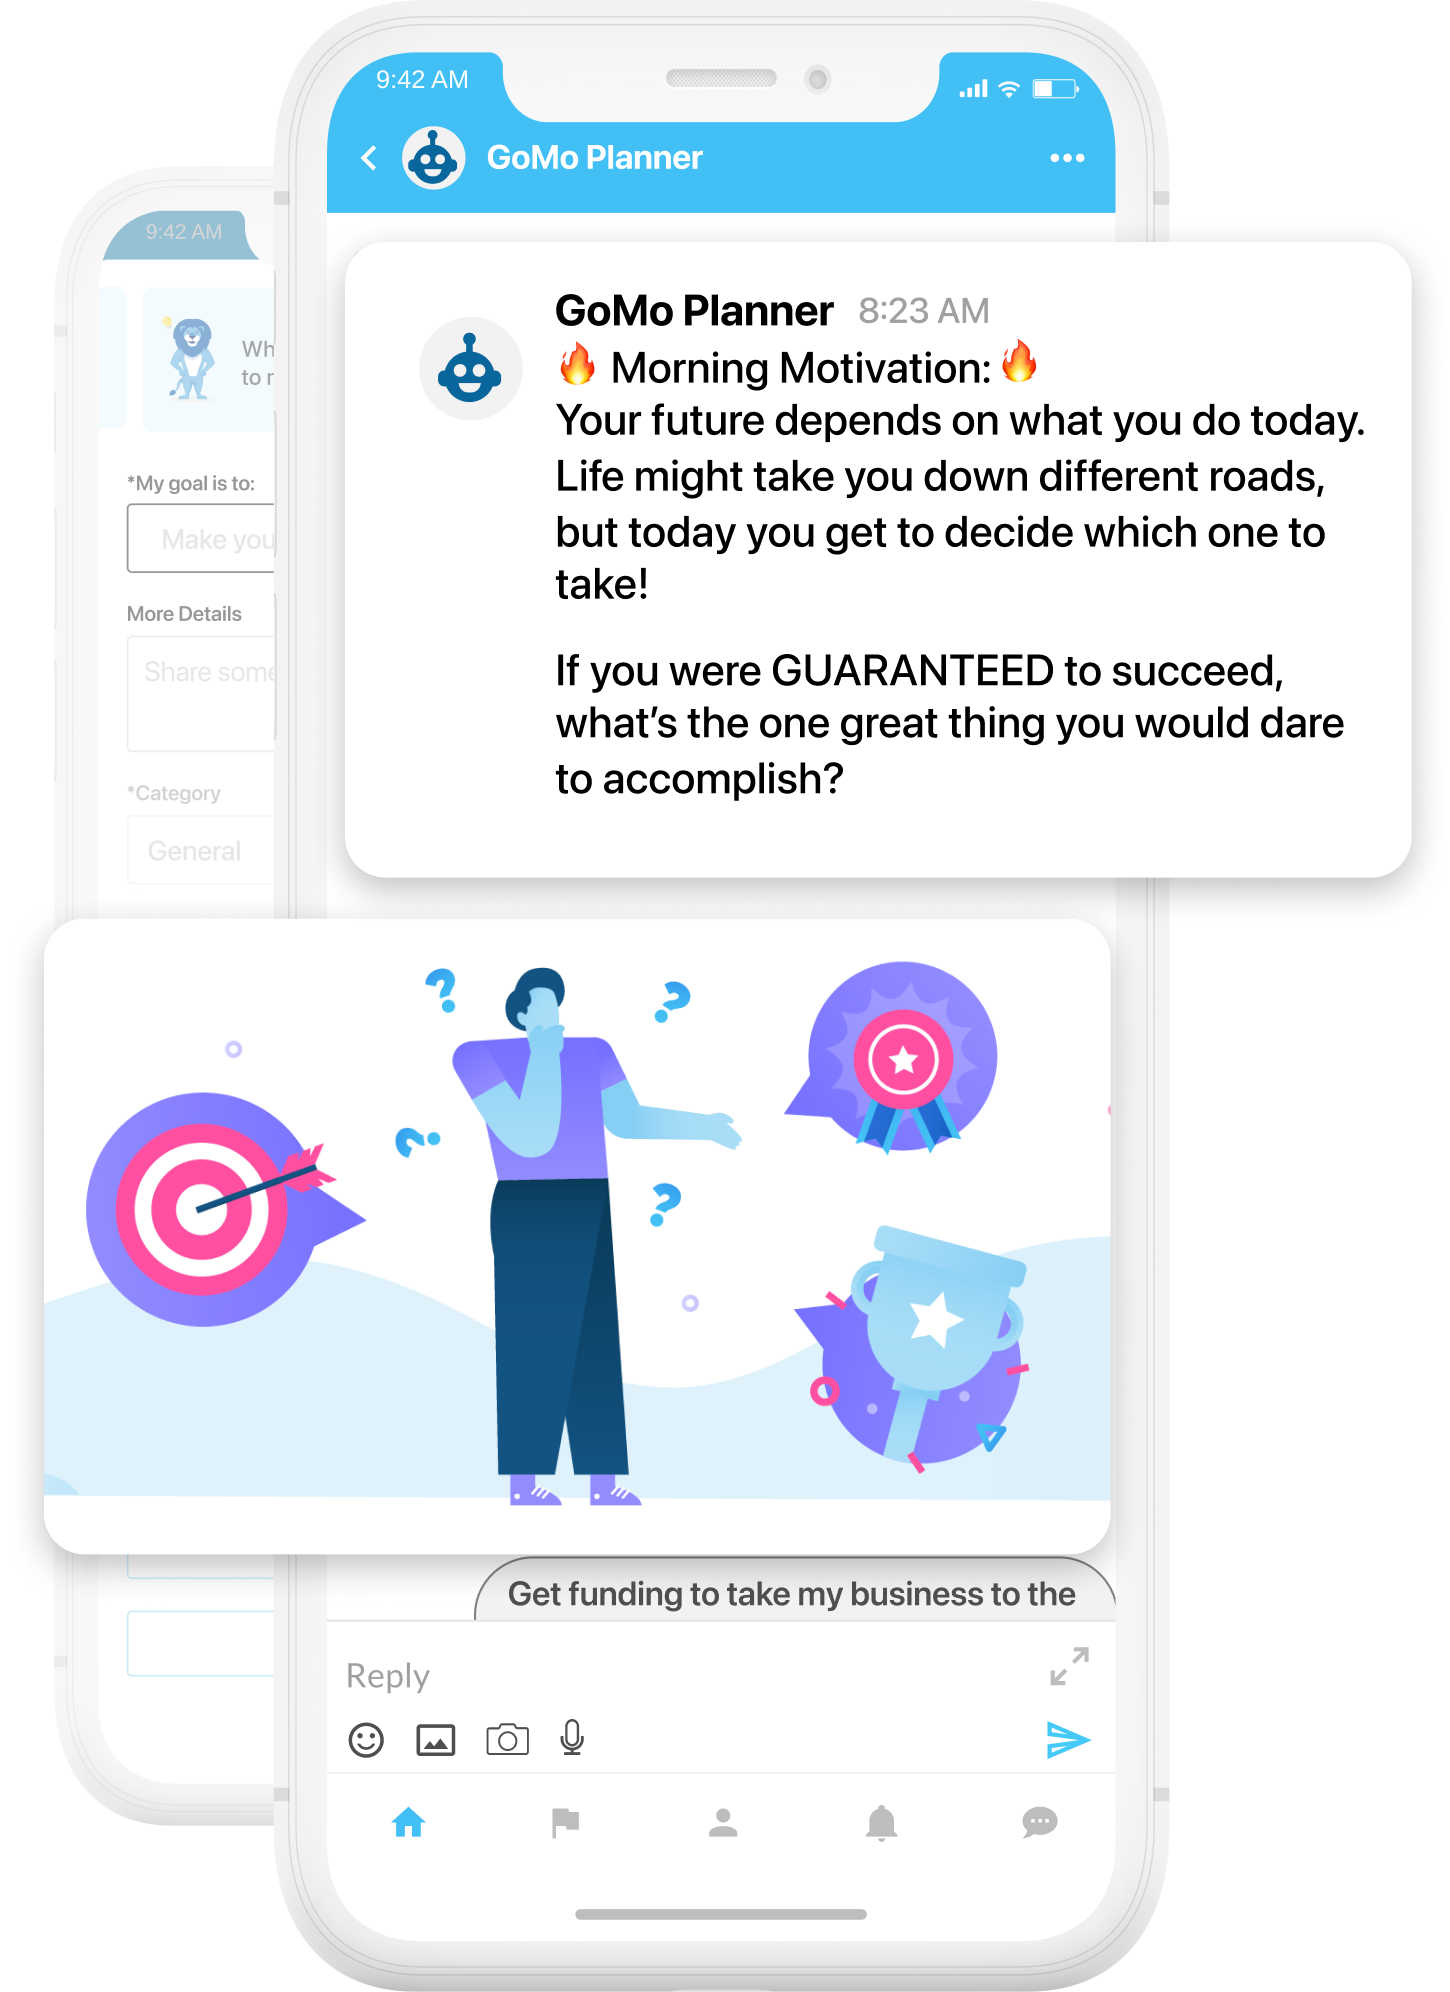 9:42 AM
GoMo Planner
9:42 AM
GoMo Planner 8:23 AM
🔥 Morning Motivation: 🔥
Your future depends on what you do today.
Life might take you down different roads,
but today you get to decide which one to
take!
If you were GUARANTEED to succeed,
what's the one great thing you would dare
to accomplish?
to
*My goal is to:
Make
More Details
Share
*Category
General
Get funding to take my business to the
Reply